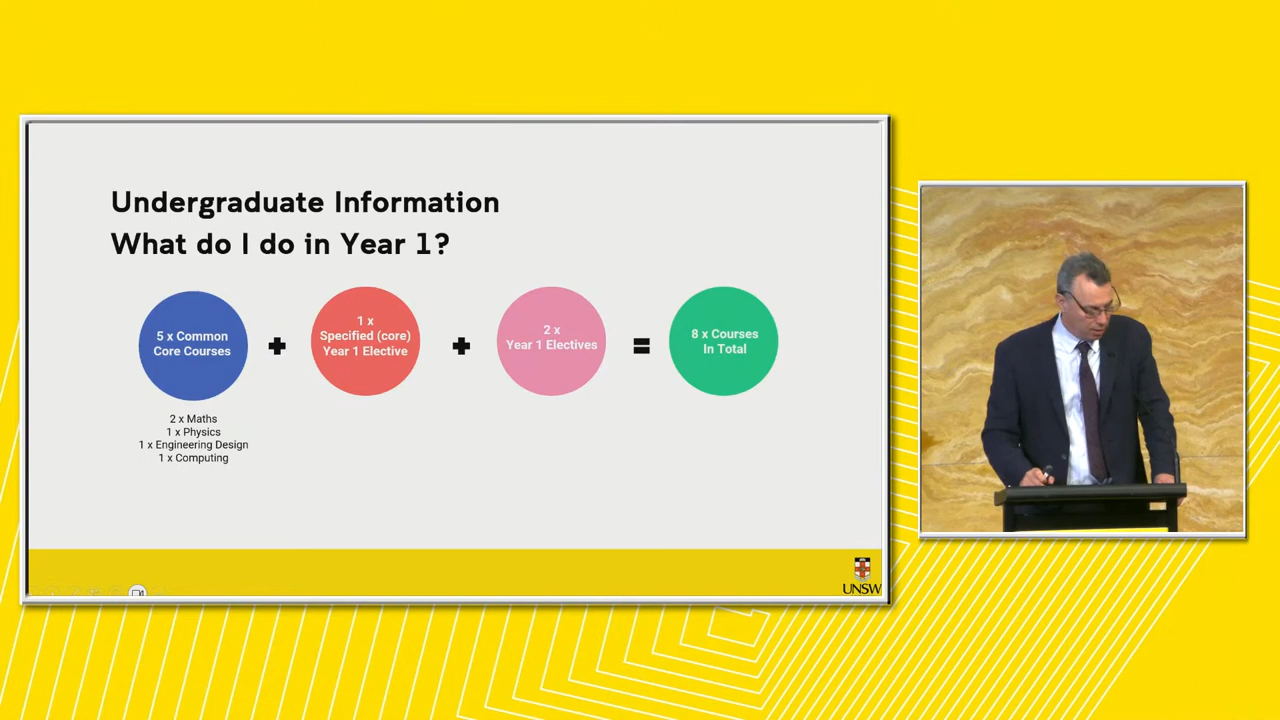 Undergraduate Information
What do I do in Year 1?
5 x Common
Core Courses
1 x
Specified (core)
Year 1 Elective
2 x
Year 1 Electives
8 x Courses
In Total
2 x Maths
1 x Physics
1 x Engineering Design
1 x Computing
UNSW